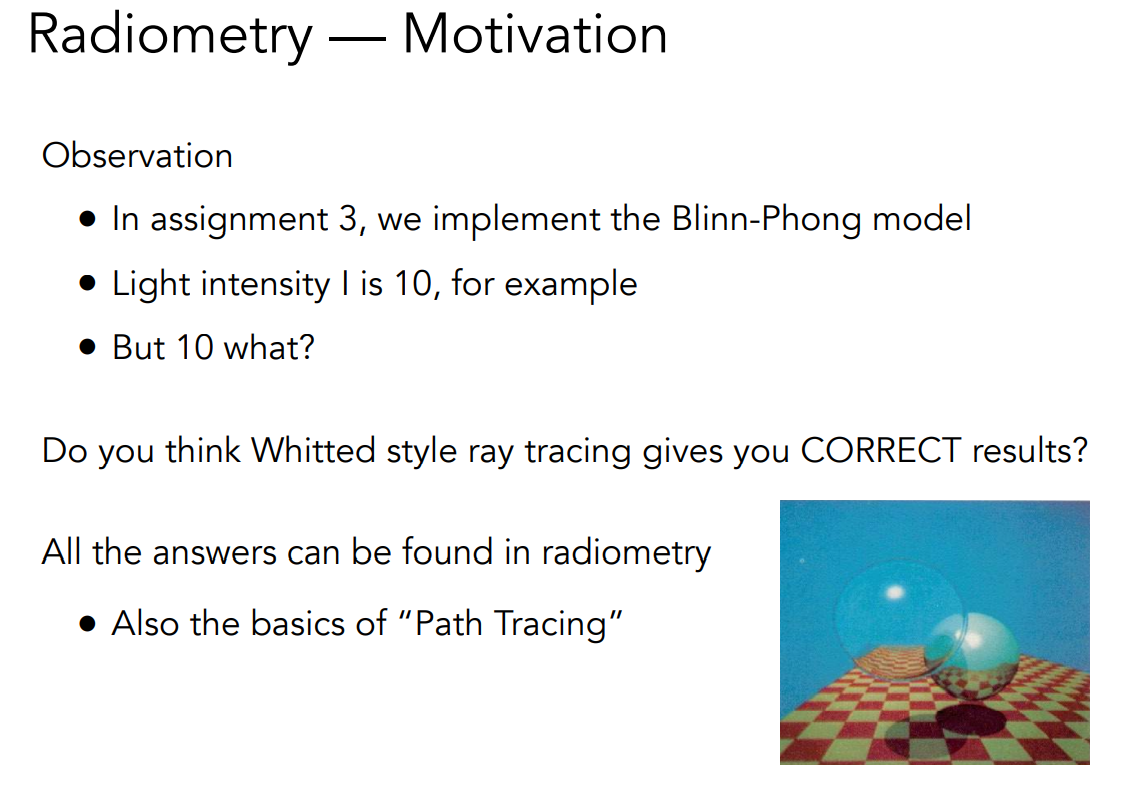 Radiometry — Motivation
Observation
• In assignment 3, we implement the Blinn-Phong model
• Light intensity I is 10, for example
• But 10 what?
Do you think Whitted style ray tracing gives you CORRECT results?
All the answers can be found in radiometry
• Also the basics of “Path Tracing”